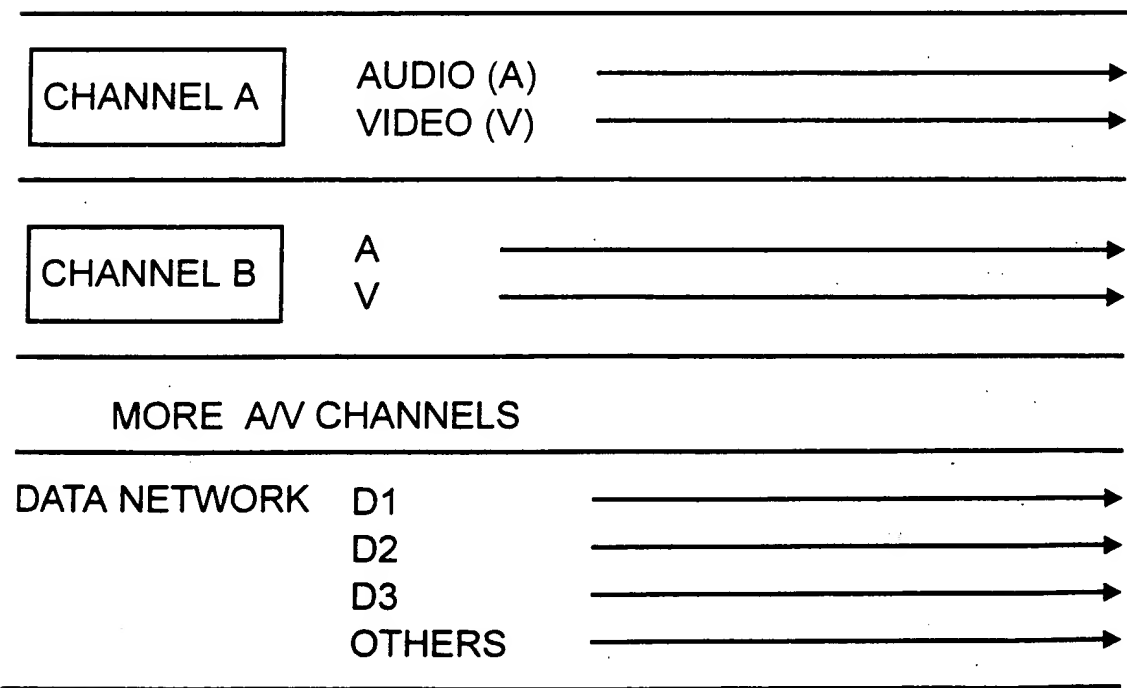 CHANNEL A
AUDIO (A)
VIDEO (V)
CHANNEL B
A
V
MORE A/V CHANNELS
DATA NETWORK D1
D2
D3
OTHERS